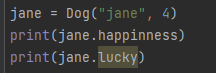 jane = Dog("jane", 4)
print(jane.happinness)
print(jane.lucky)